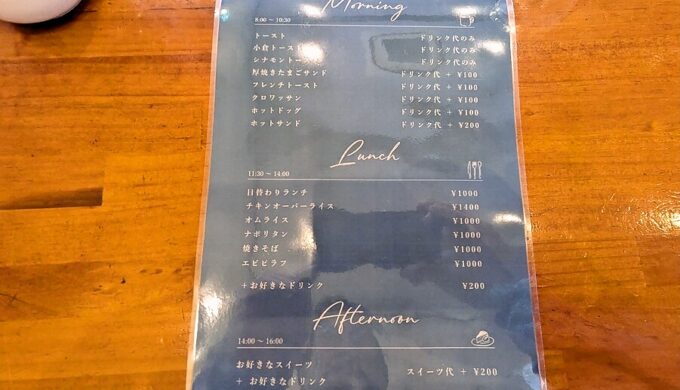 Morning
8:00 ~ 10:30
トースト ドリンク代のみ
小倉トースト ドリンク代のみ
シナモントースト ドリンク代のみ
厚焼きたまごサンド ドリンク代 + ¥100
フレンチトースト ドリンク代 + ¥100
クロワッサン ドリンク代 + ¥100
ホットドッグ ドリンク代 + ¥100
ホットサンド ドリンク代 + ¥200
Lunch
11:30 ~ 14:00
日替わりランチ ¥1000
チキンオーバーライス ¥1400
オムライス ¥1000
ナポリタン ¥1000
焼きそば ¥1000
エビピラフ ¥1000
+お好きなドリンク ¥200
Afternoon
14:00 ~ 16:00
お好きなスイーツ
+ お好きなドリンク スイーツ代 + ¥200